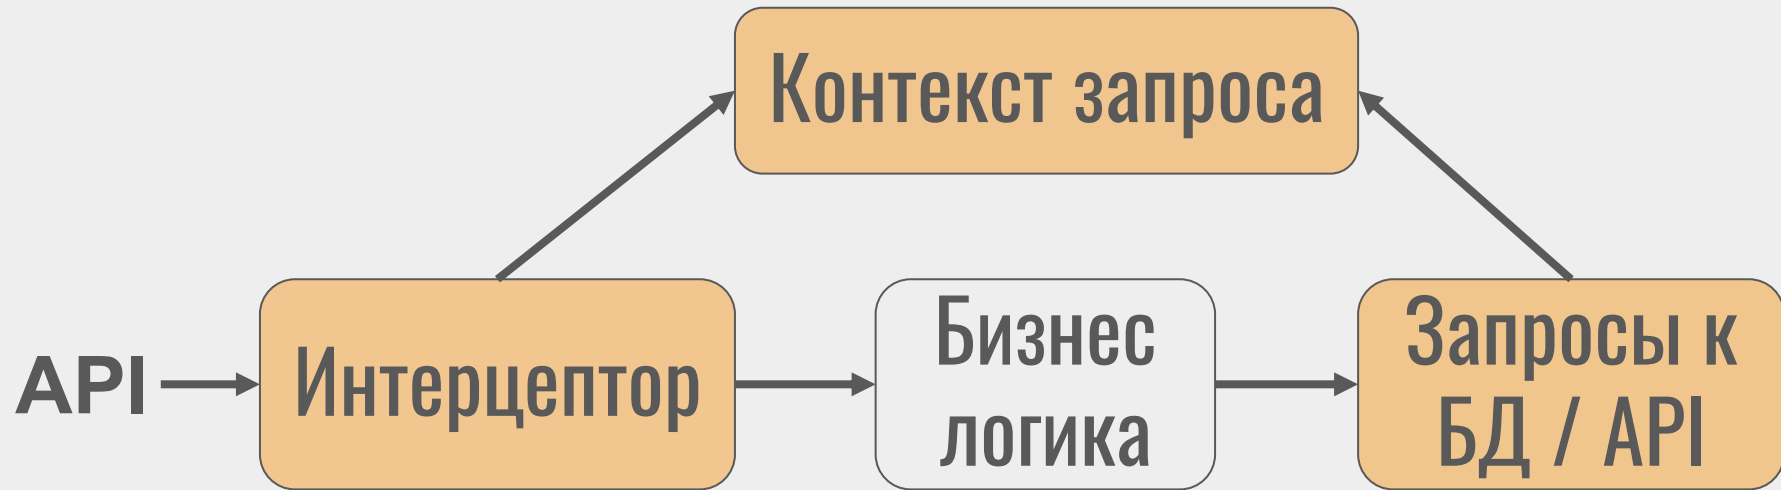 Контекст запроса
API
Интерцептор
Бизнес
логика
Запросы к
БД / API